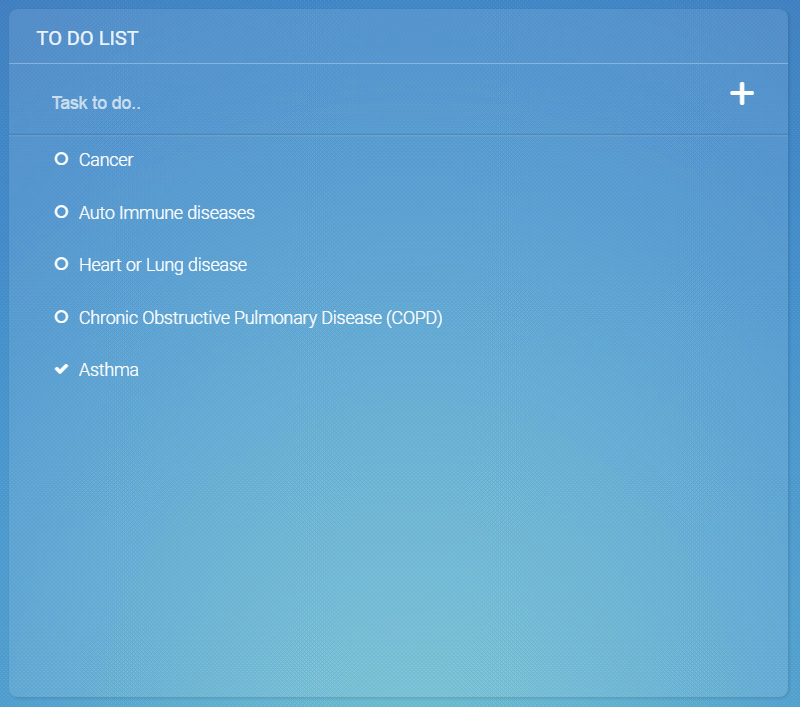 TO DO LIST
Task to do..
Cancer
Auto Immune diseases
Heart or Lung disease
Chronic Obstructive Pulmonary Disease (COPD)
Asthma